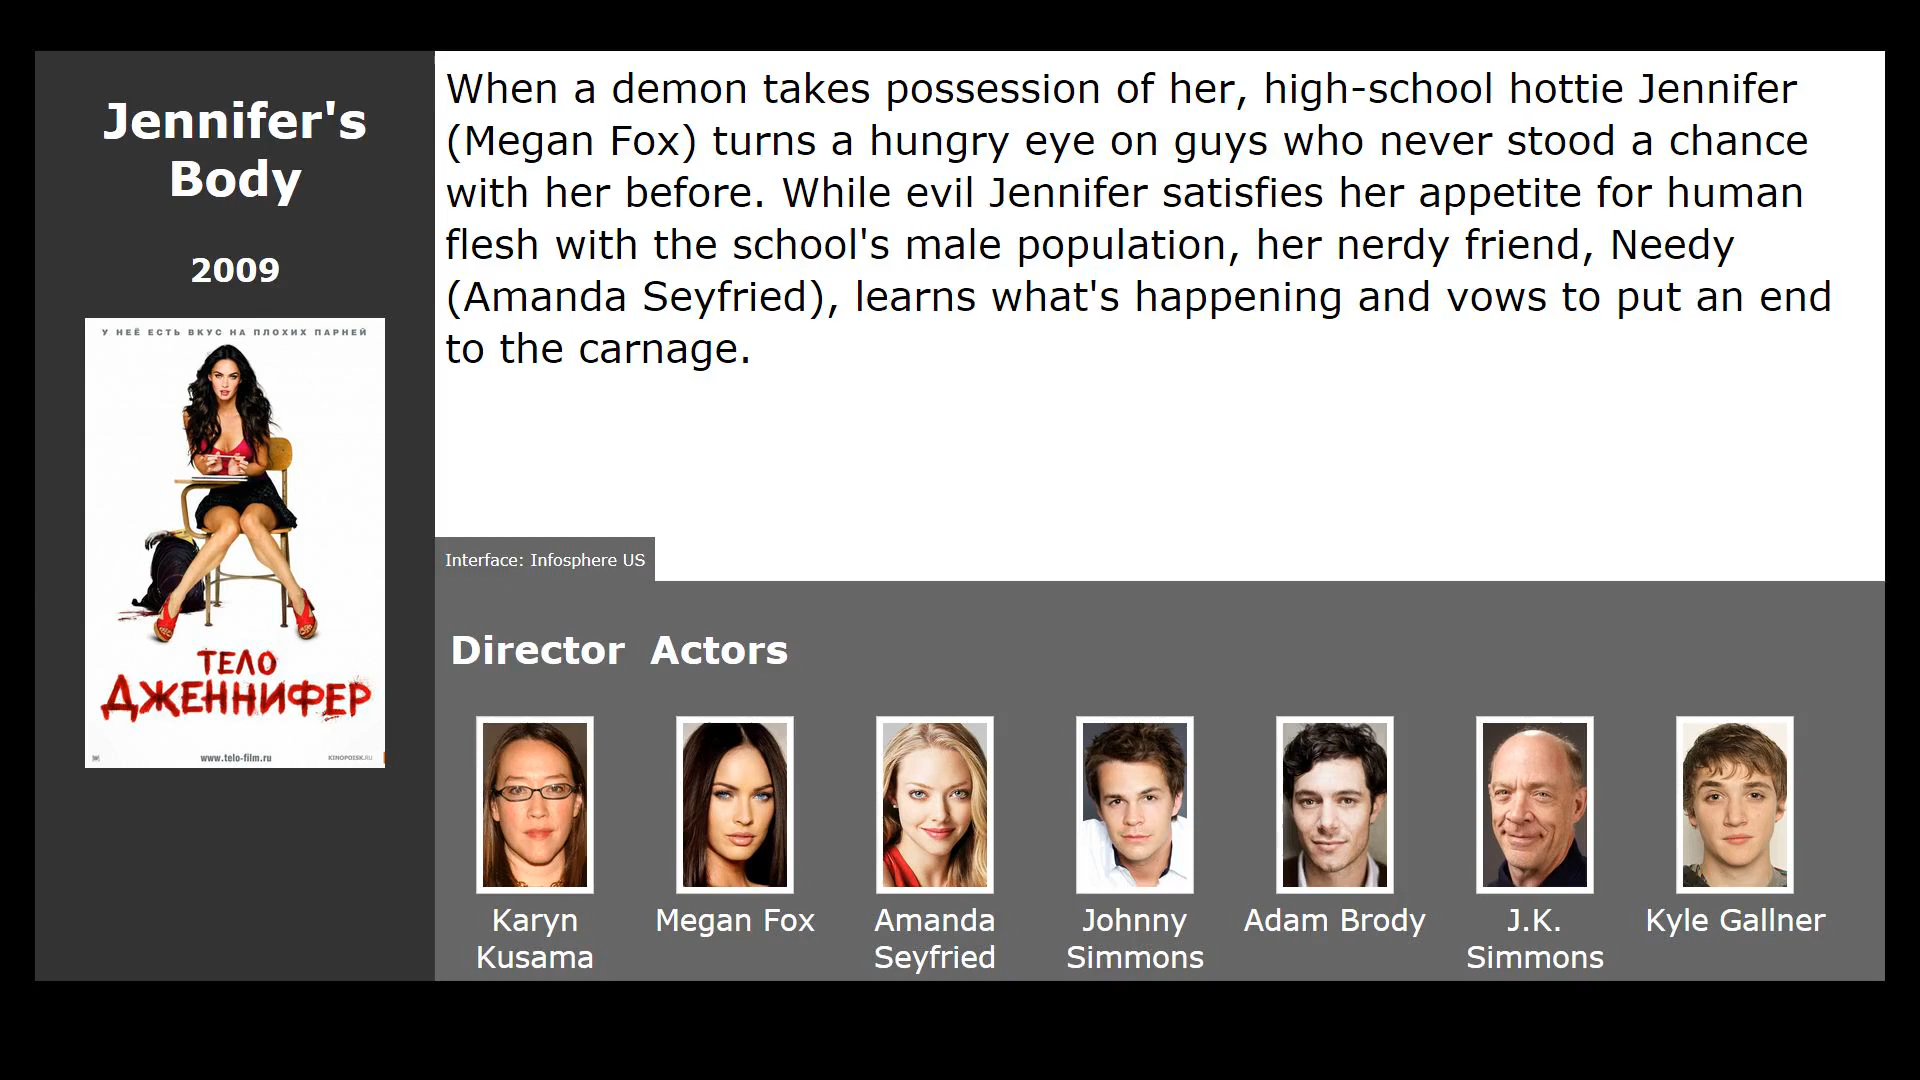 Jennifer's
Body
2009
У НЕЁ ЕСТЬ ВКУС НА ПЛОХИХ ПАРНЕЙ
ТЕЛО
ДЖЕННИФЕР
www.telo-film.ru
KINOPOISK.RU
When a demon takes possession of her, high-school hottie Jennifer
(Megan Fox) turns a hungry eye on guys who never stood a chance
with her before. While evil Jennifer satisfies her appetite for human
flesh with the school's male population, her nerdy friend, Needy
(Amanda Seyfried), learns what's happening and vows to put an end
to the carnage.
Interface: Infosphere US
Director Actors
Karyn
Kusama
Megan Fox
Amanda
Seyfried
Johnny
Simmons
Adam Brody
J.K.
Simmons
Kyle Gallner